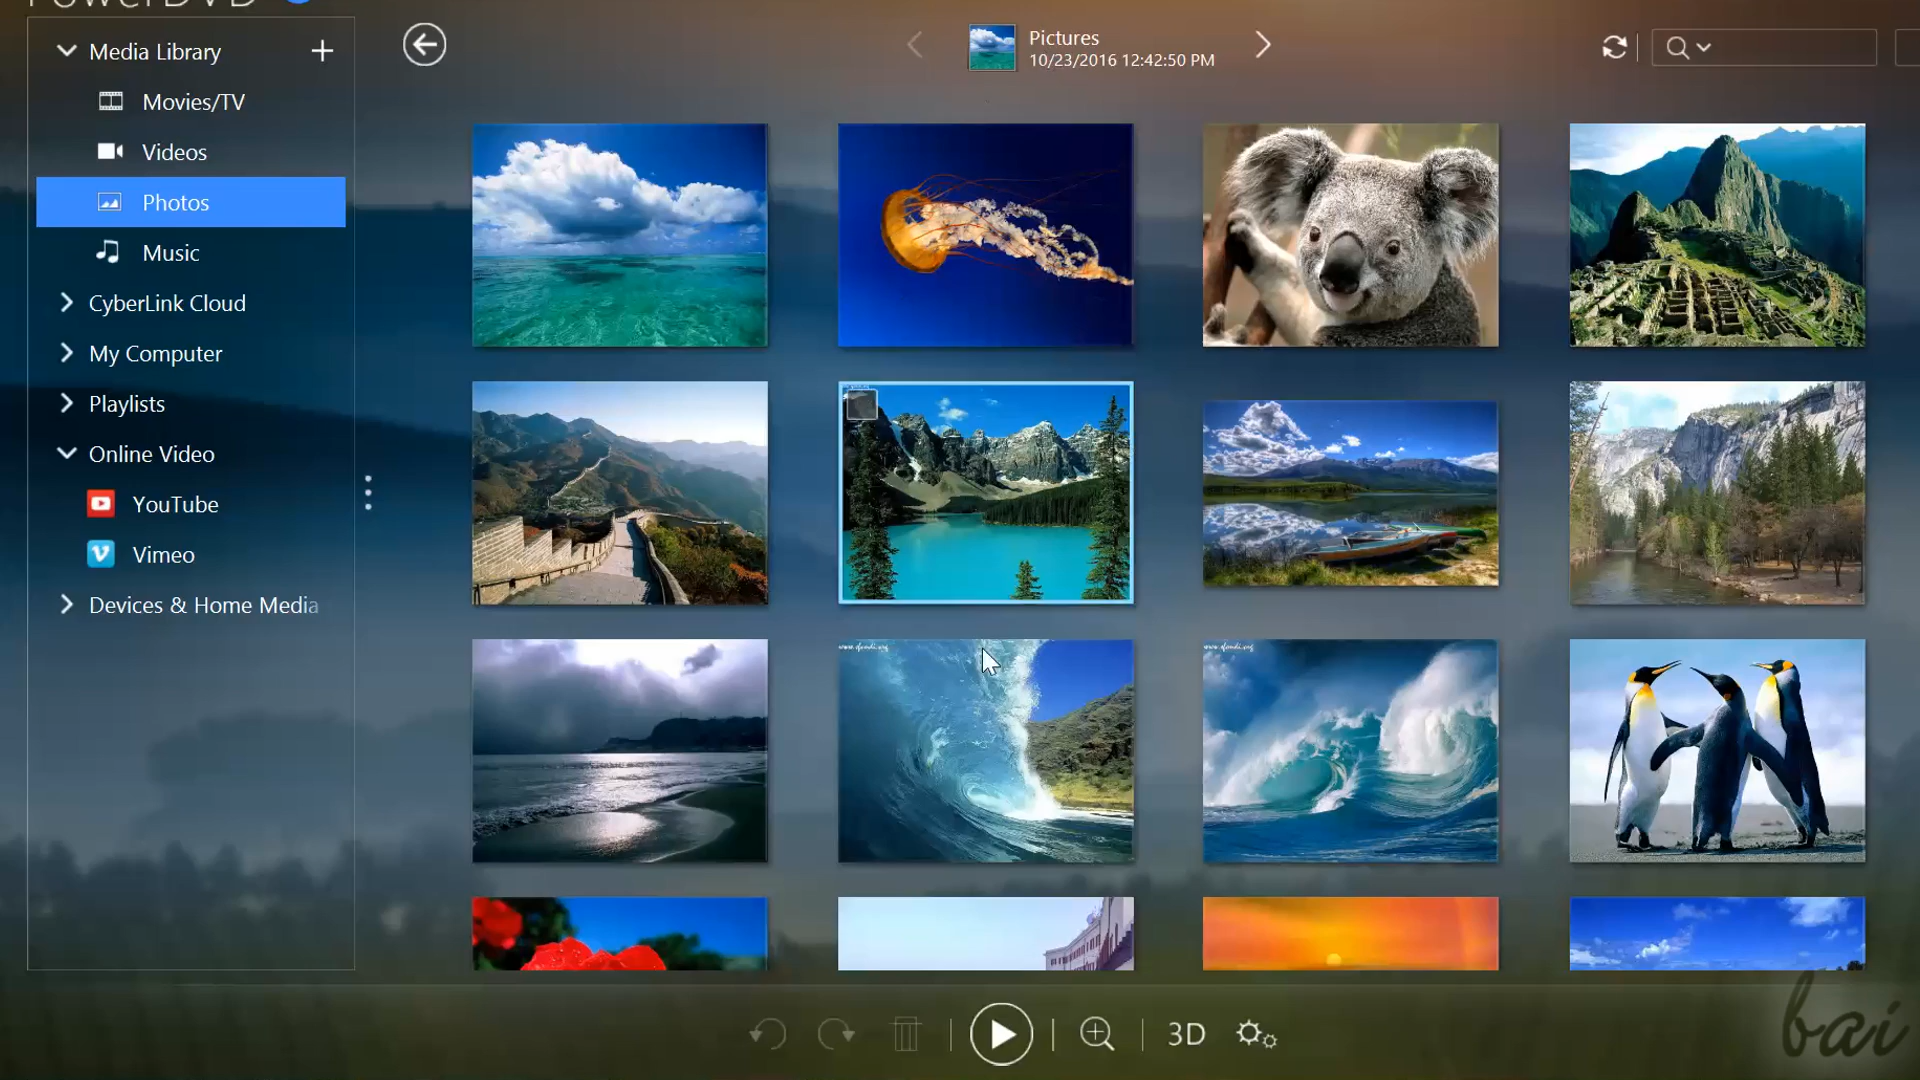 PowerDVD
Media Library
Movies/TV
Videos
Photos
Music
CyberLink Cloud
My Computer
Playlists
Online Video
YouTube
Vimeo
Devices & Home Media
Pictures
10/23/2016 12:42:50 PM
3D
bai